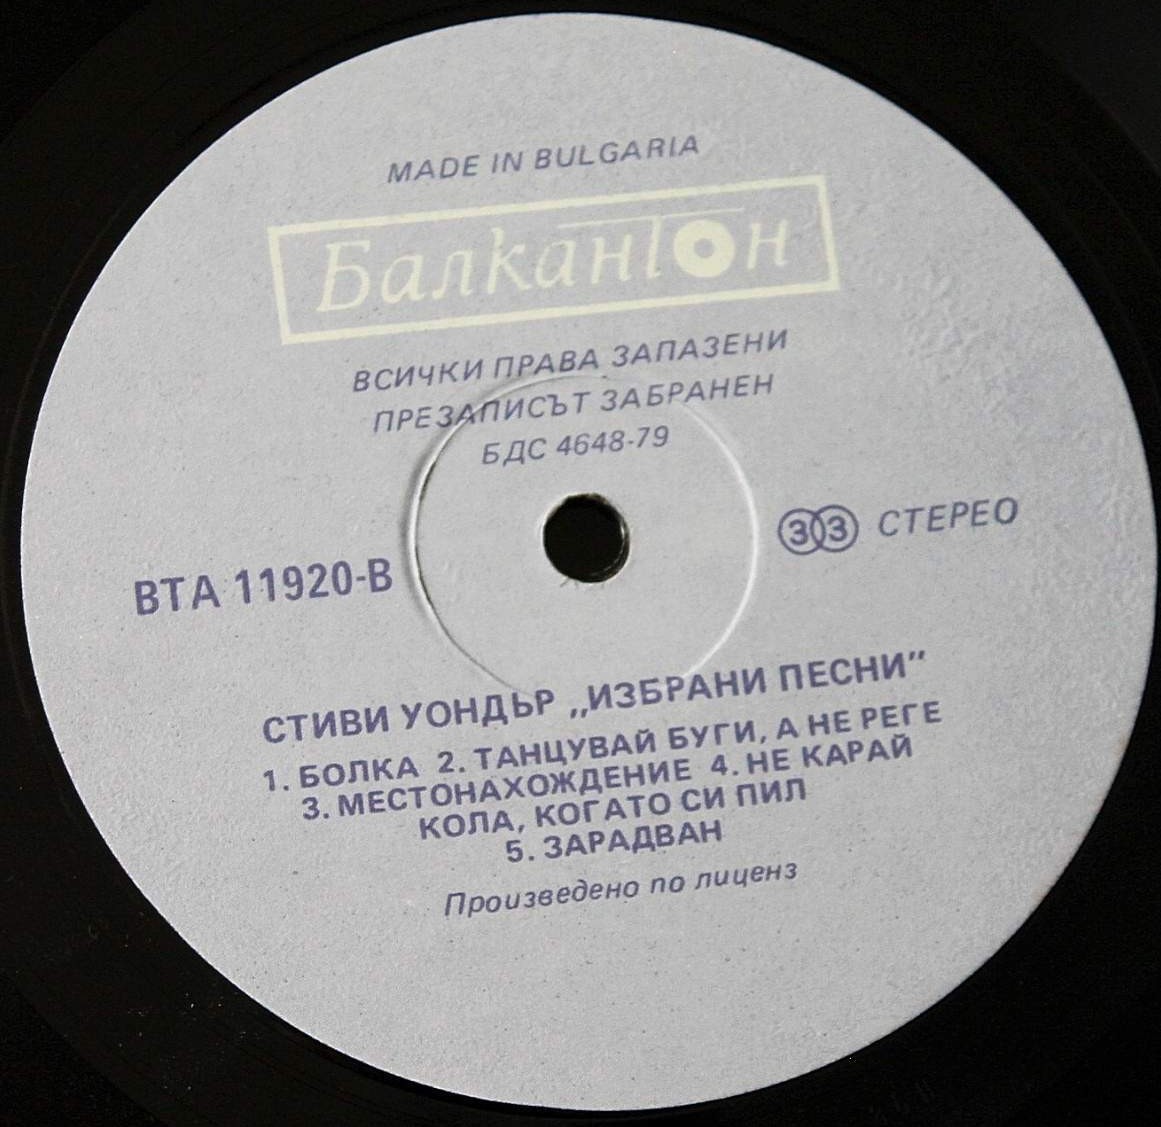 MADE IN BULGARIA
Балкантон
ВСИЧКИ ПРАВА ЗАПАЗЕНИ
ПРЕЗАПИСЪТ ЗАБРАНЕН
БДС 4648-79
33 СТЕРЕО
ВТА 11920-В
СТИВИ УОНДЪР „ИЗБРАНИ ПЕСНИ”
1. БОЛКА 2. ТАНЦУВАЙ БУГИ, А НЕ РЕГЕ
3. МЕСТОНАХОЖДЕНИЕ 4. НЕ КАРАЙ
КОЛА, КОГАТО СИ ПИЛ
5. ЗАРАДВАН
Произведено по лиценз